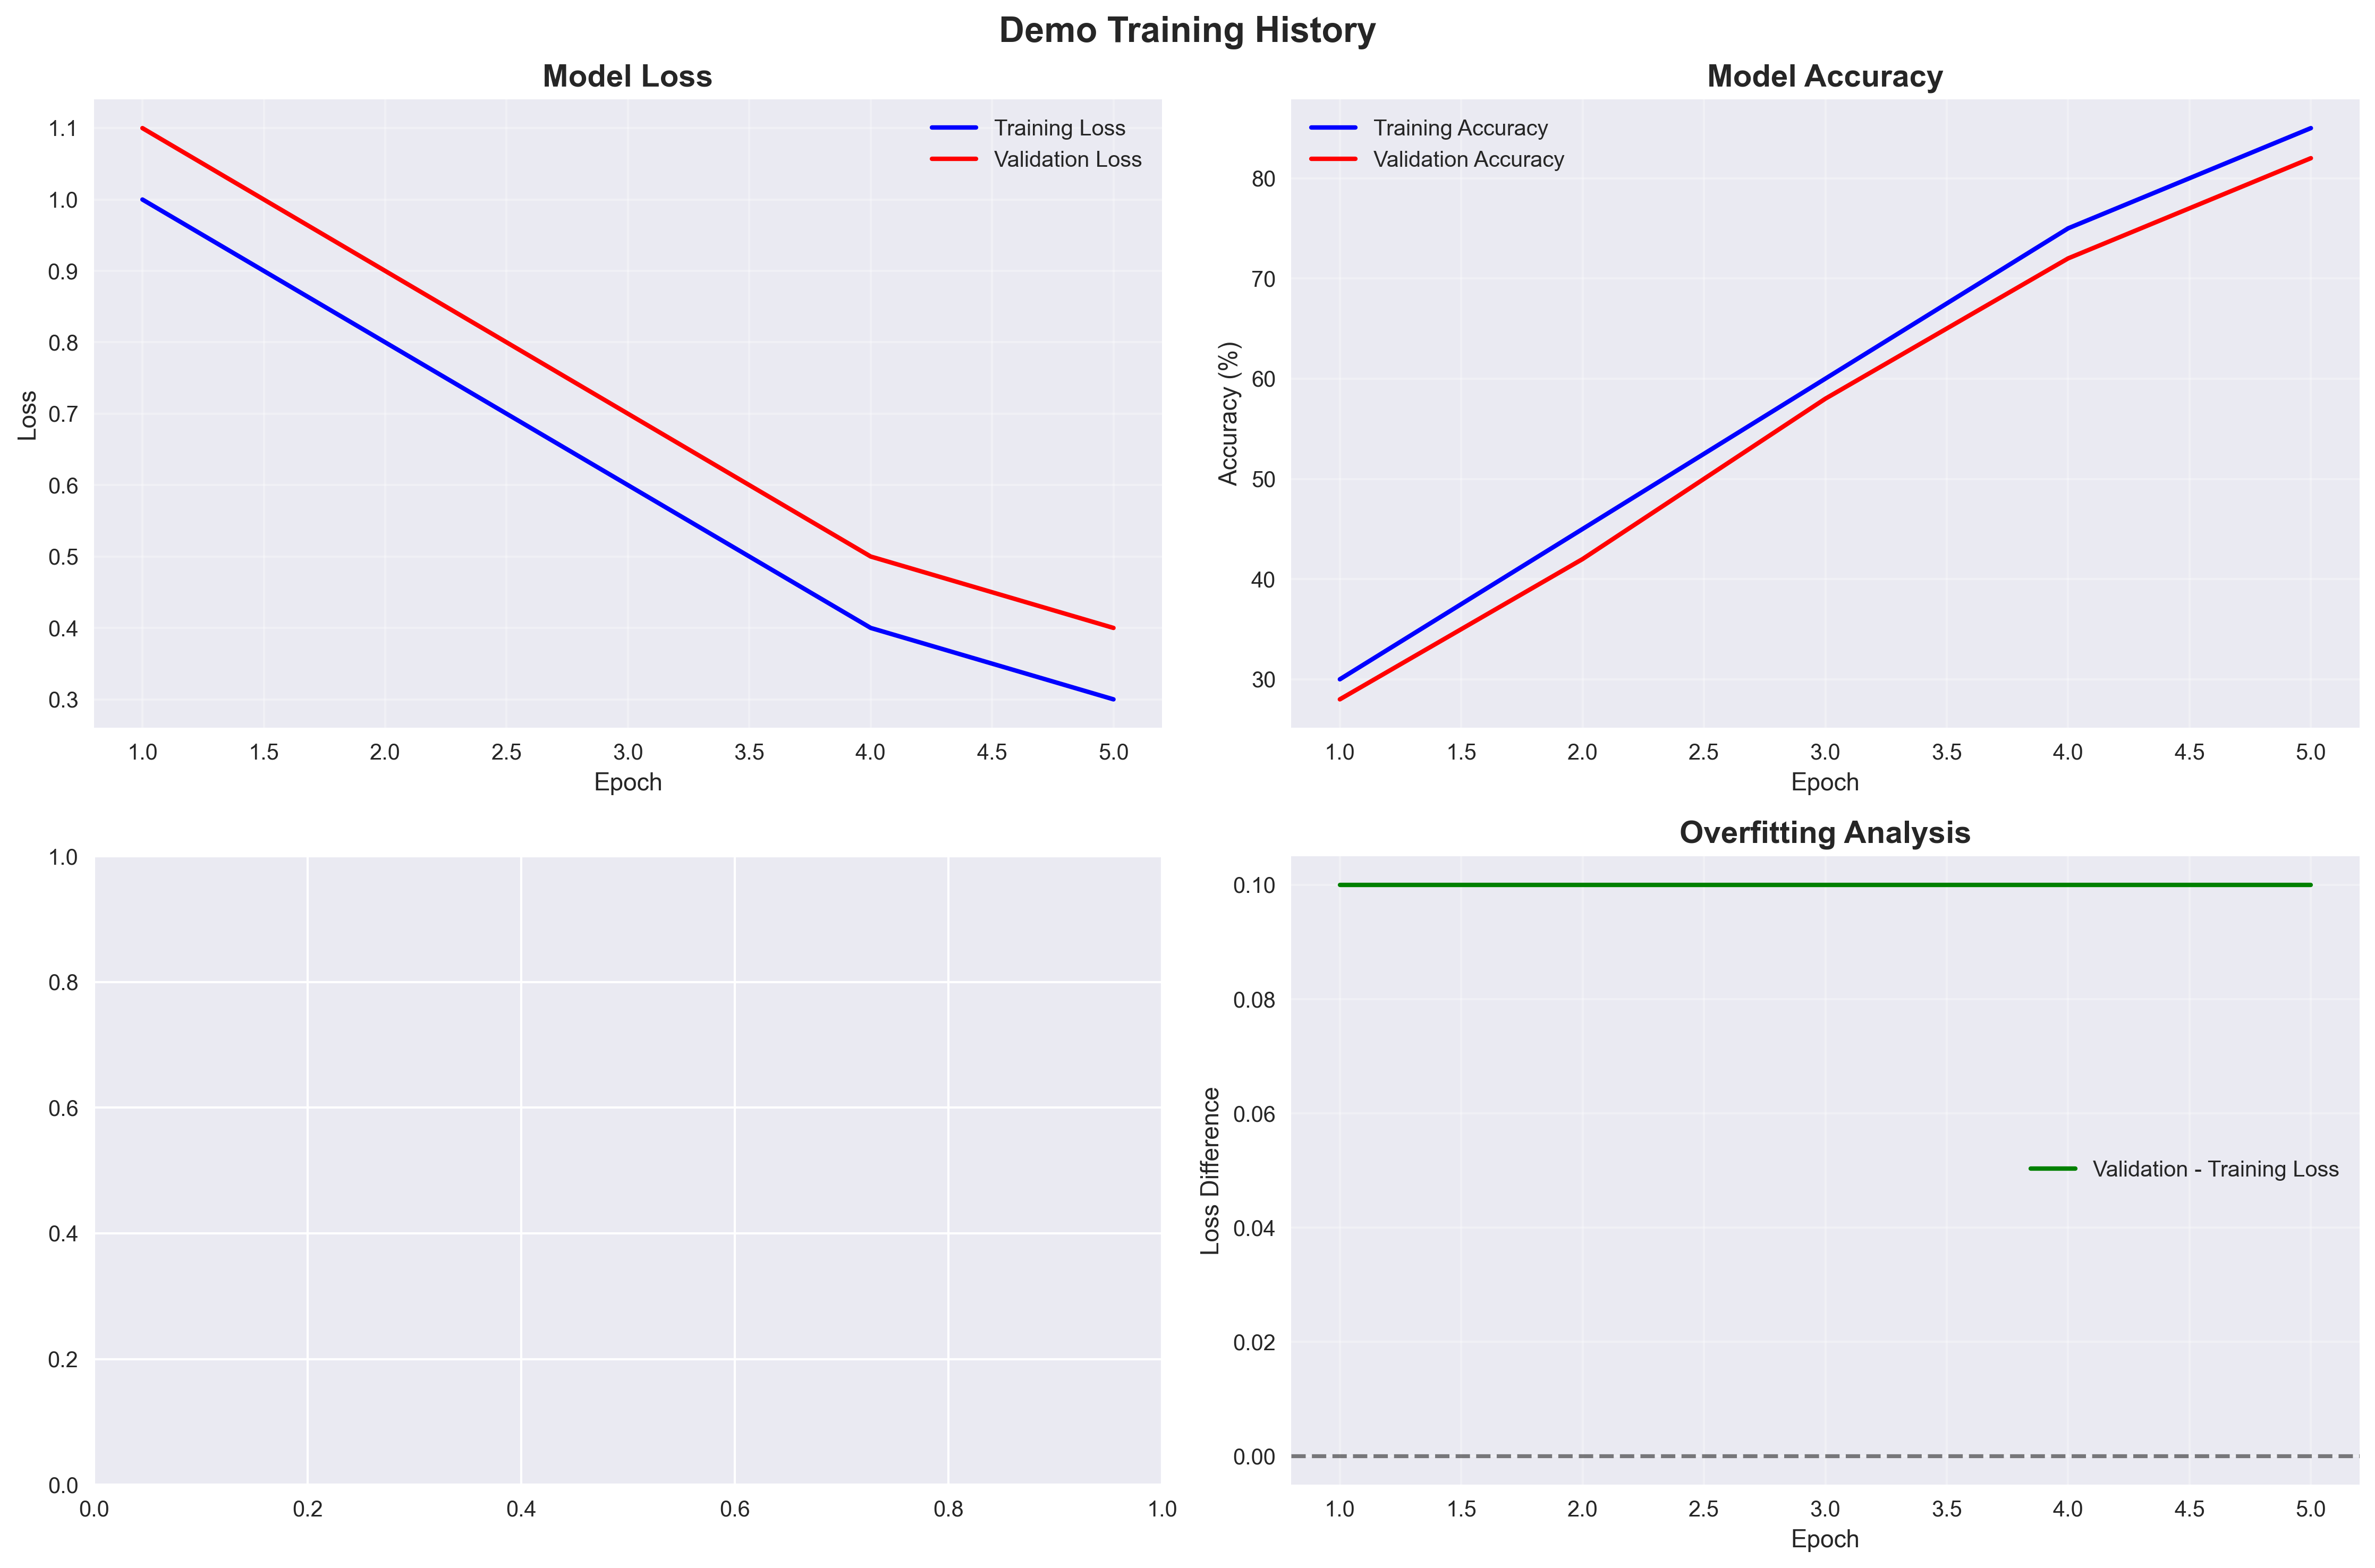 Demo Training History
Model Loss
Training Loss
Validation Loss
1.1
1.0
0.9
0.8
0.7
0.6
0.5
0.4
0.3
Loss
1.0 1.5 2.0 2.5 3.0 3.5 4.0 4.5 5.0
Epoch
Model Accuracy
Training Accuracy
Validation Accuracy
80
70
60
50
40
30
Accuracy (%)
1.0 1.5 2.0 2.5 3.0 3.5 4.0 4.5 5.0
Epoch
1.0
0.8
0.6
0.4
0.2
0.0
0.0 0.2 0.4 0.6 0.8 1.0
Overfitting Analysis
0.10
0.08
0.06
0.04
0.02
0.00
Loss Difference
Validation - Training Loss
1.0 1.5 2.0 2.5 3.0 3.5 4.0 4.5 5.0
Epoch